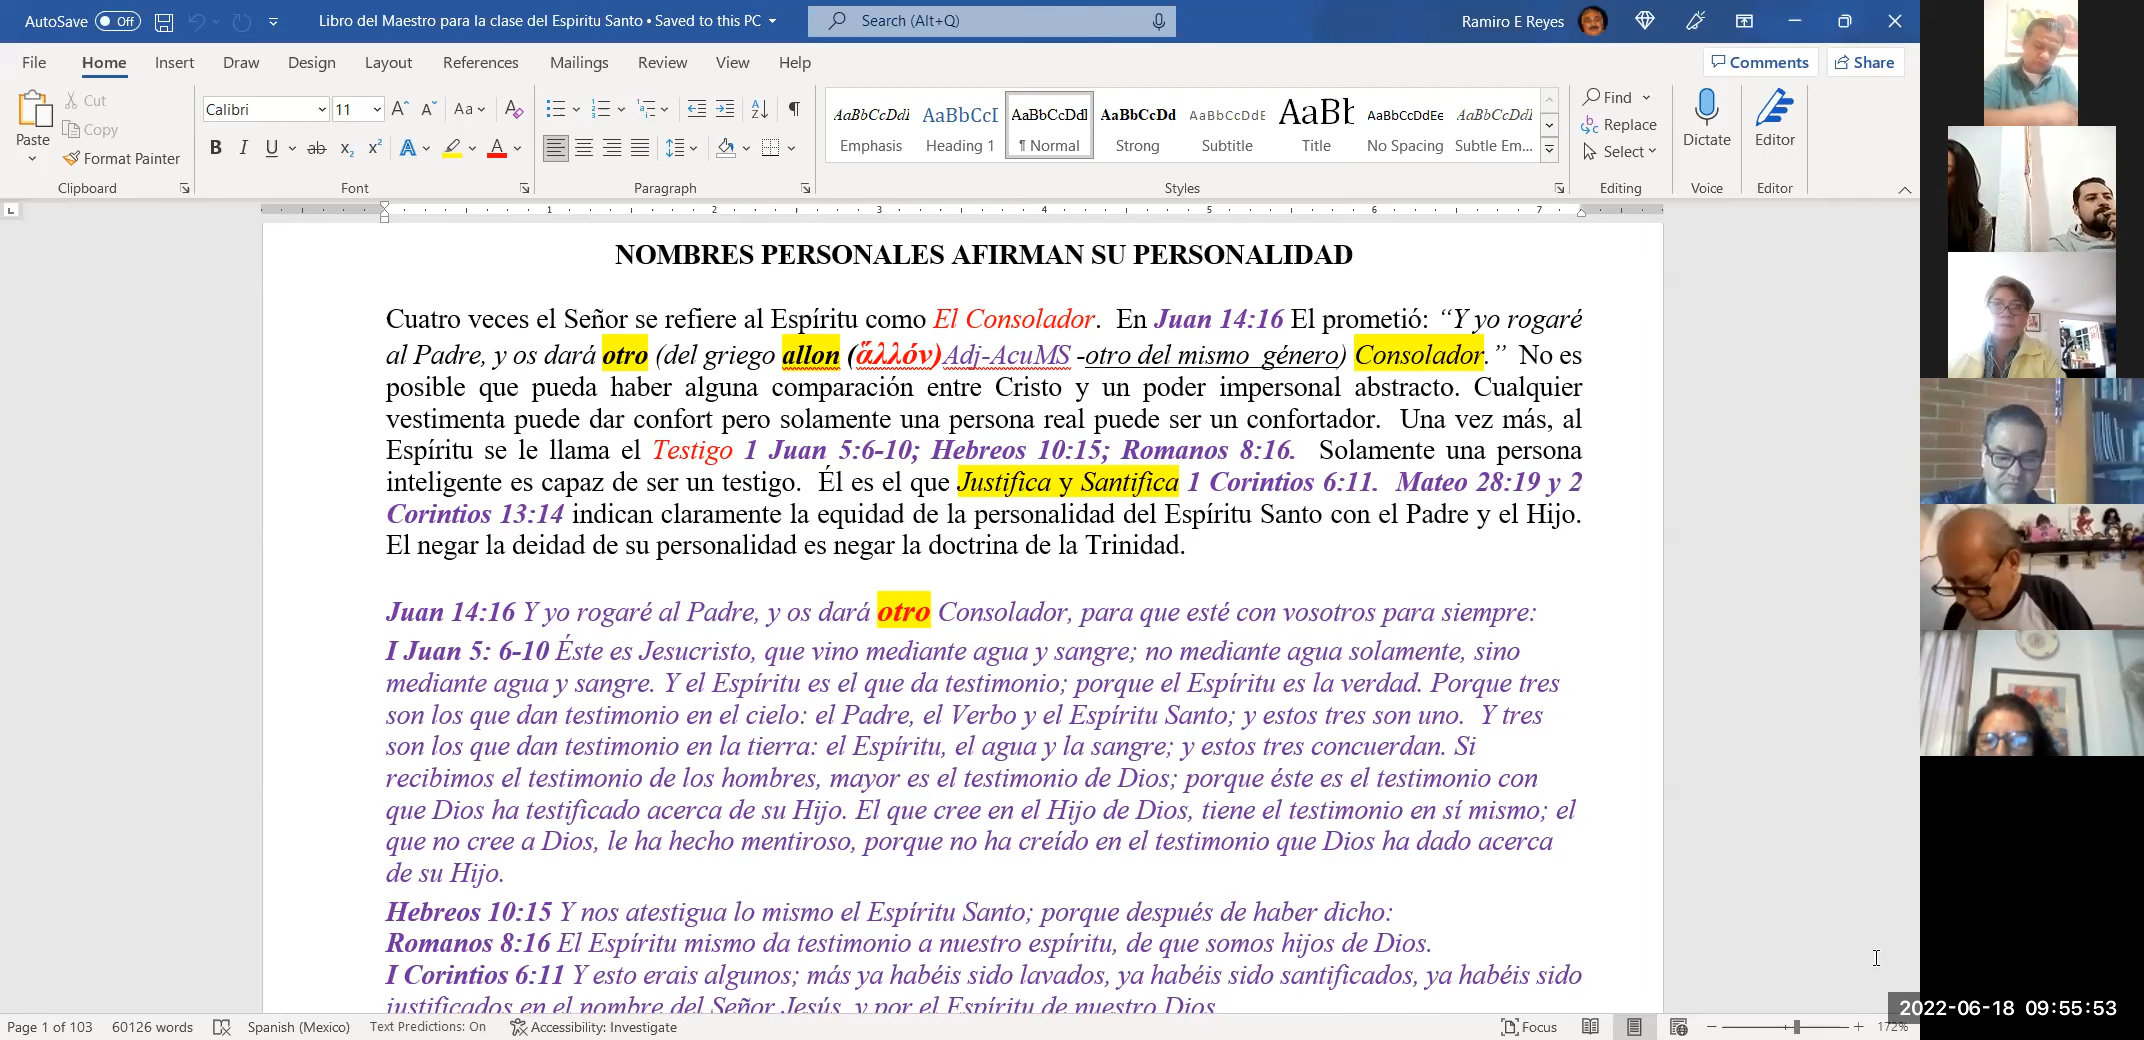 AutoSave Off Libro del Maestro para la clase del Espiritu Santo • Saved to this PC Search (Alt+Q) Ramiro E Reyes
File Home Insert Draw Design Layout References Mailings Review View Help Comments Share
Paste Cut Copy Format Painter
Calibri 11 Aa
B I U ab x₂ x² A A
AaBbCcDdI AaBbCcI AaBbCcDdI AaBbCcDd AaBbCcDdE AaBb AaBbCcDdEe AaBbCcDdI
Emphasis Heading 1 ¶ Normal Strong Subtitle Title No Spacing Subtle Em...
Find Replace Select Dictate Editor
Clipboard Font Paragraph Styles Editing Voice Editor
1 2 3 4 5 6 7
NOMBRES PERSONALES AFIRMAN SU PERSONALIDAD
Cuatro veces el Señor se refiere al Espíritu como El Consolador. En Juan 14:16 El prometió: “Y yo rogaré
al Padre, y os dará otro (del griego allon (ἄλλόν)Adj-AcuMS -otro del mismo género) Consolador.” No es
posible que pueda haber alguna comparación entre Cristo y un poder impersonal abstracto. Cualquier
vestimenta puede dar confort pero solamente una persona real puede ser un confortador. Una vez más, al
Espíritu se le llama el Testigo 1 Juan 5:6-10; Hebreos 10:15; Romanos 8:16. Solamente una persona
inteligente es capaz de ser un testigo. Él es el que Justifica y Santifica 1 Corintios 6:11. Mateo 28:19 y 2
Corintios 13:14 indican claramente la equidad de la personalidad del Espíritu Santo con el Padre y el Hijo.
El negar la deidad de su personalidad es negar la doctrina de la Trinidad.
Juan 14:16 Y yo rogaré al Padre, y os dará otro Consolador, para que esté con vosotros para siempre:
I Juan 5: 6-10 Éste es Jesucristo, que vino mediante agua y sangre; no mediante agua solamente, sino
mediante agua y sangre. Y el Espíritu es el que da testimonio; porque el Espíritu es la verdad. Porque tres
son los que dan testimonio en el cielo: el Padre, el Verbo y el Espíritu Santo; y estos tres son uno. Y tres
son los que dan testimonio en la tierra: el Espíritu, el agua y la sangre; y estos tres concuerdan. Si
recibimos el testimonio de los hombres, mayor es el testimonio de Dios; porque éste es el testimonio con
que Dios ha testificado acerca de su Hijo. El que cree en el Hijo de Dios, tiene el testimonio en sí mismo; el
que no cree a Dios, le ha hecho mentiroso, porque no ha creído en el testimonio que Dios ha dado acerca
de su Hijo.
Hebreos 10:15 Y nos atestigua lo mismo el Espíritu Santo; porque después de haber dicho:
Romanos 8:16 El Espíritu mismo da testimonio a nuestro espíritu, de que somos hijos de Dios.
I Corintios 6:11 Y esto erais algunos; más ya habéis sido lavados, ya habéis sido santificados, ya habéis sido
justificados en el nombre del Señor Jesús, y por el Espíritu de nuestro Dios
Page 1 of 103 60126 words Spanish (Mexico) Text Predictions: On Accessibility: Investigate Focus 172%
2022-06-18 09:55:53